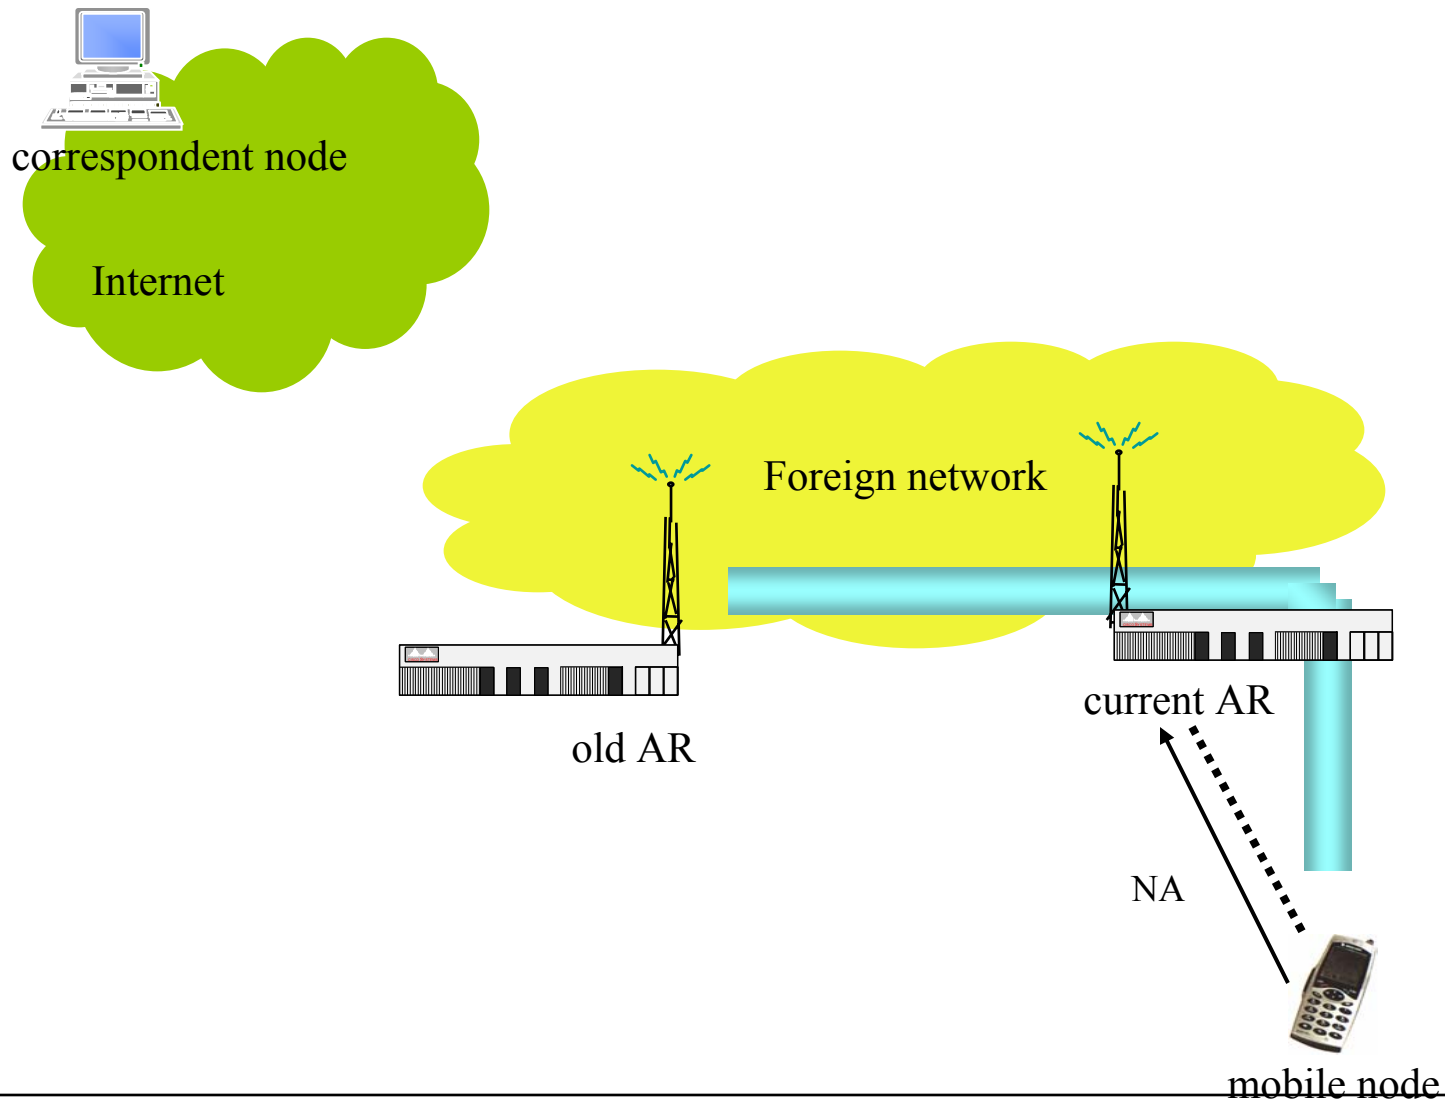 correspondent node
Internet
Foreign network
current AR
old AR
NA
mobile node